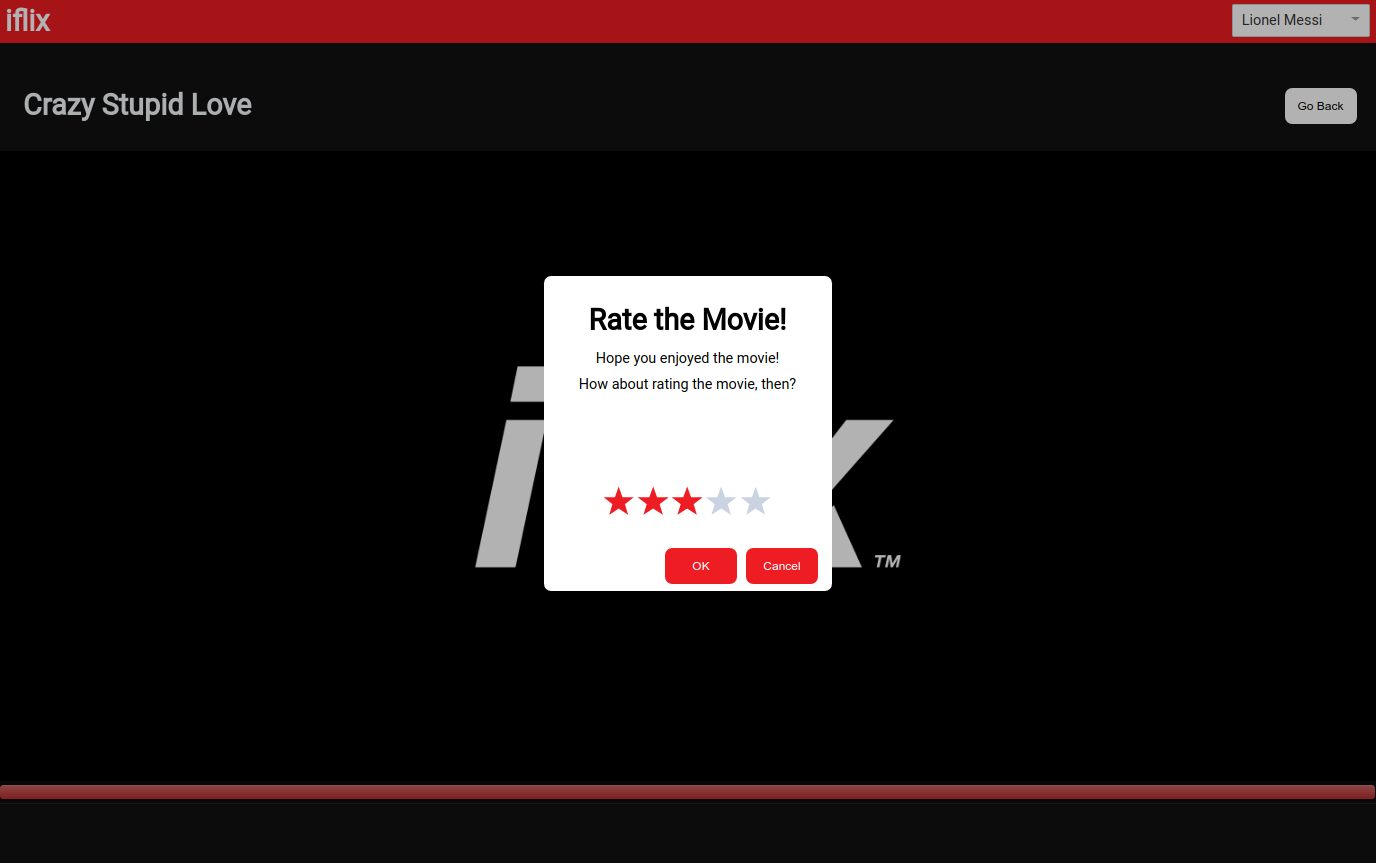 iflix
Lionel Messi
Crazy Stupid Love
Go Back
Rate the Movie!
Hope you enjoyed the movie!
How about rating the movie, then?
TM
OK
Cancel